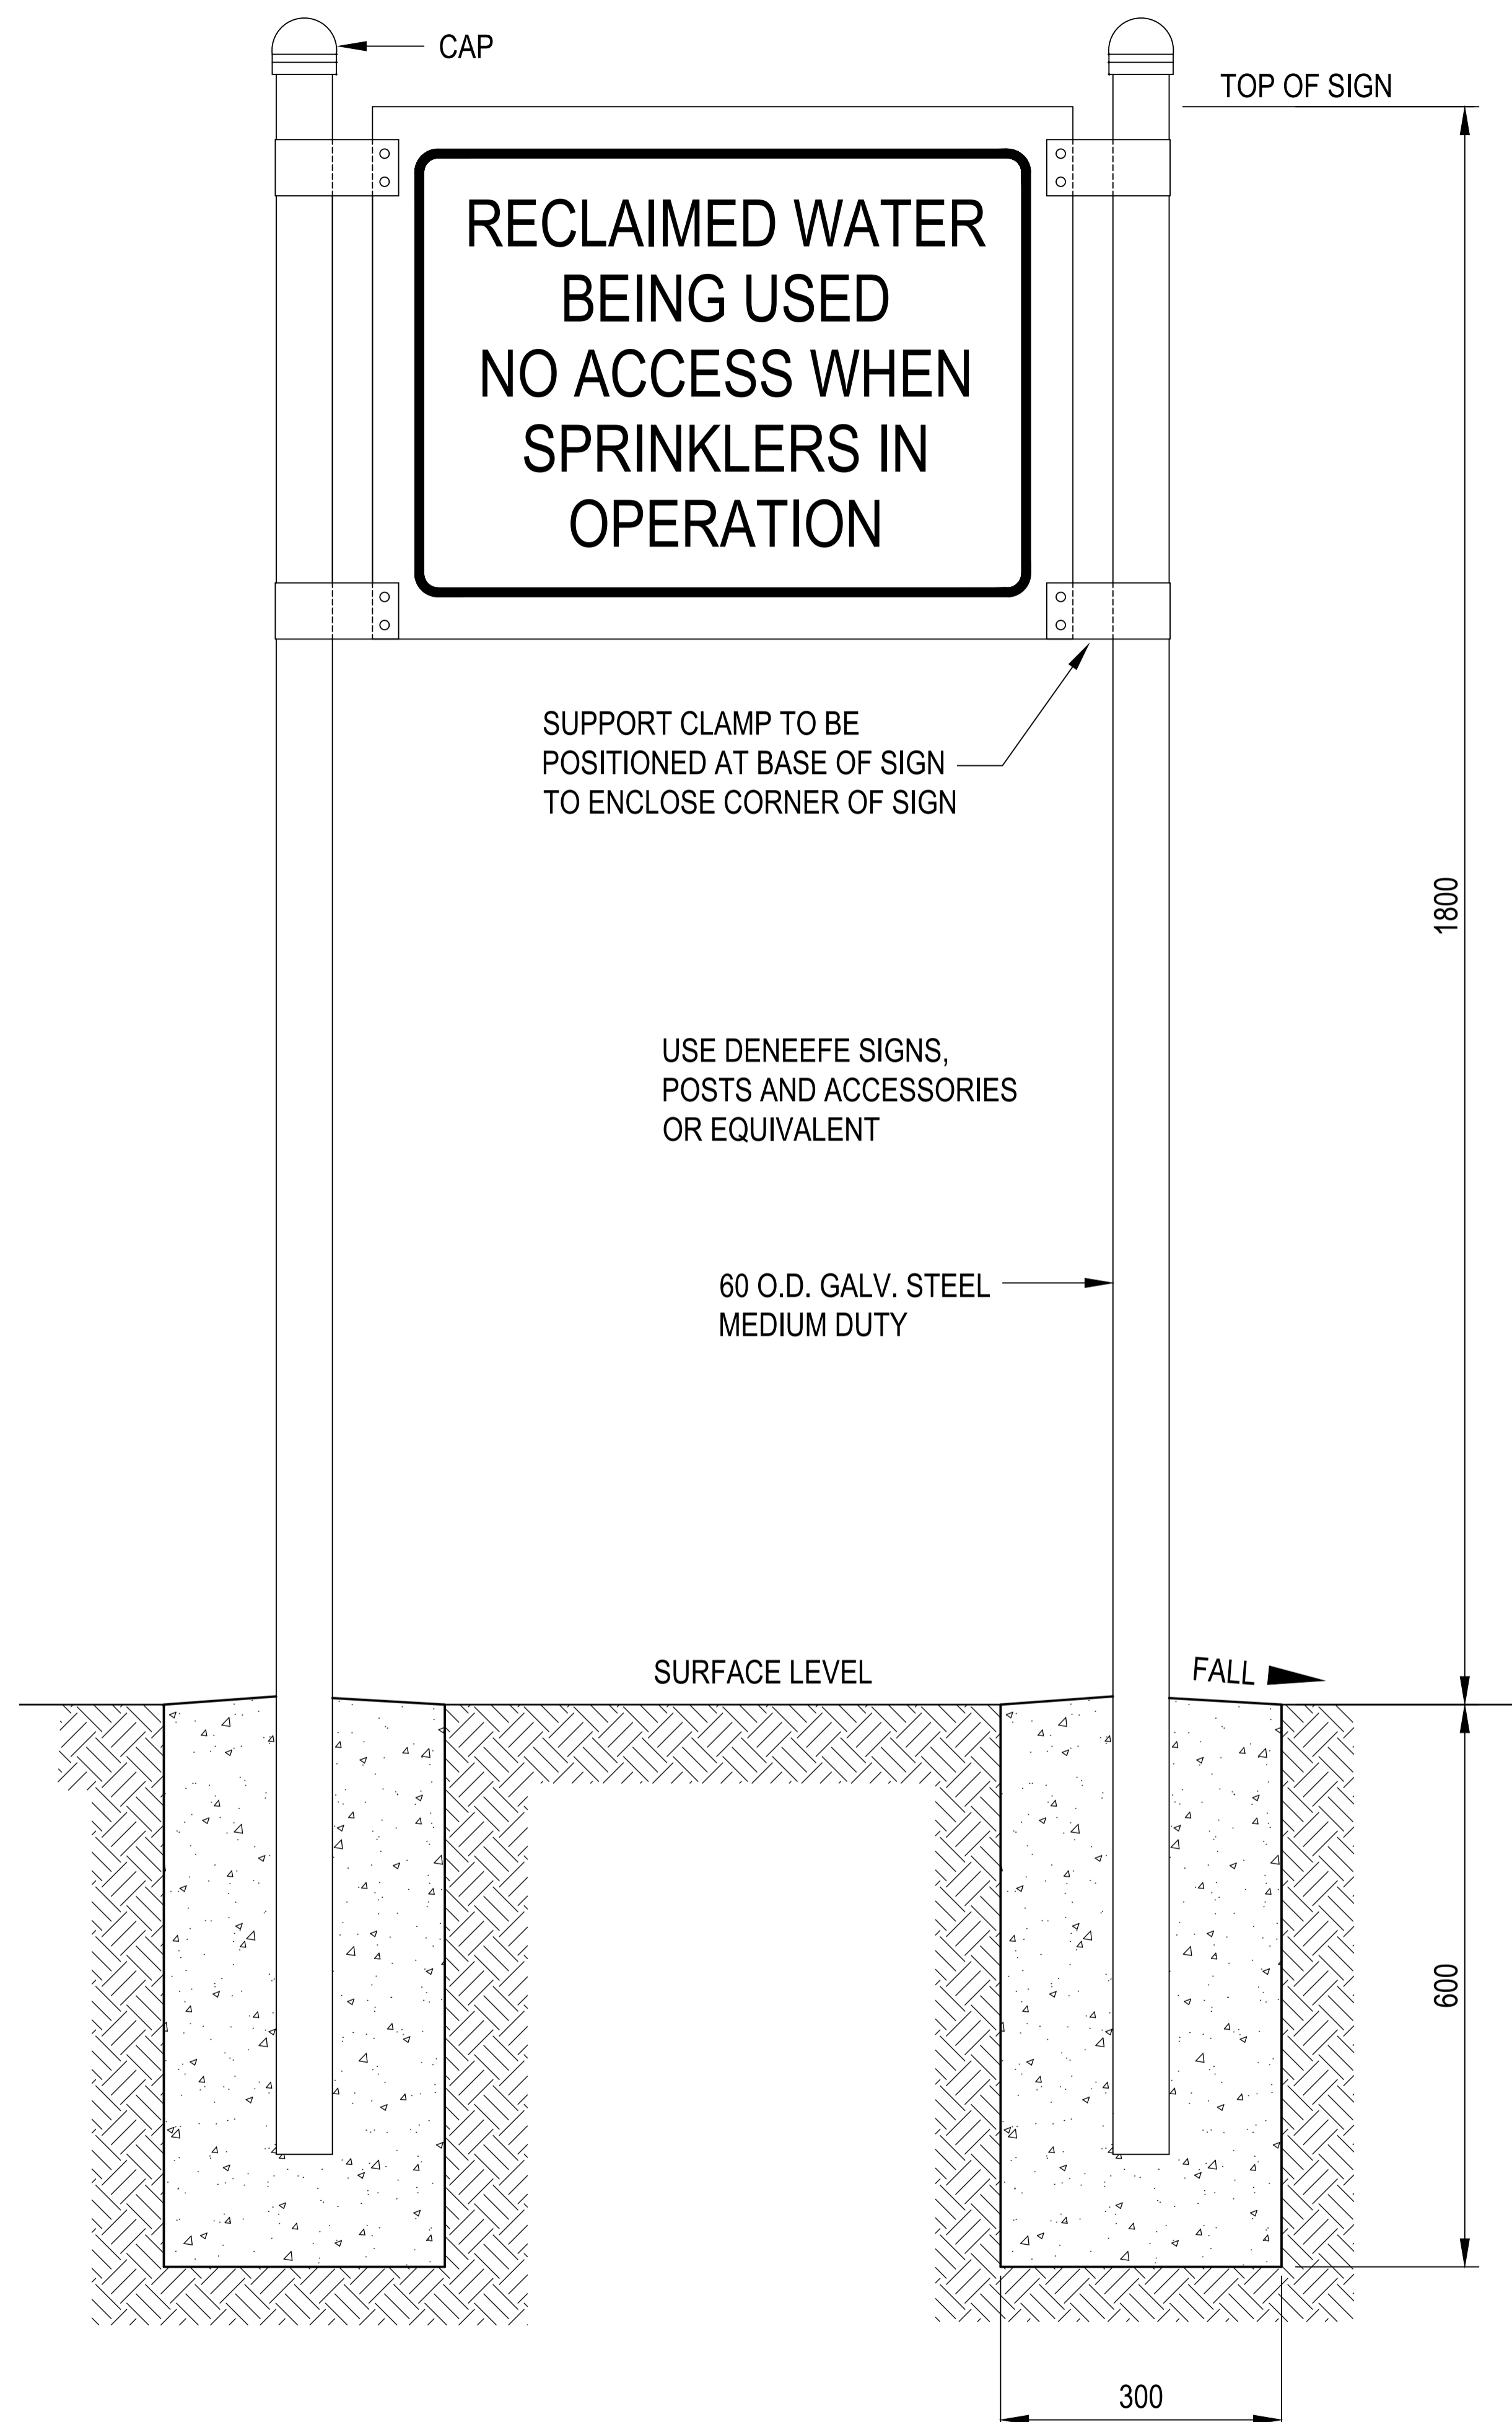 CAP
TOP OF SIGN
RECLAIMED WATER
BEING USED
NO ACCESS WHEN
SPRINKLERS IN
OPERATION
SUPPORT CLAMP TO BE
POSITIONED AT BASE OF SIGN
TO ENCLOSE CORNER OF SIGN
1800
USE DENEEFE SIGNS,
POSTS AND ACCESSORIES
OR EQUIVALENT
60 O.D. GALV. STEEL
MEDIUM DUTY
SURFACE LEVEL
FALL
600
300